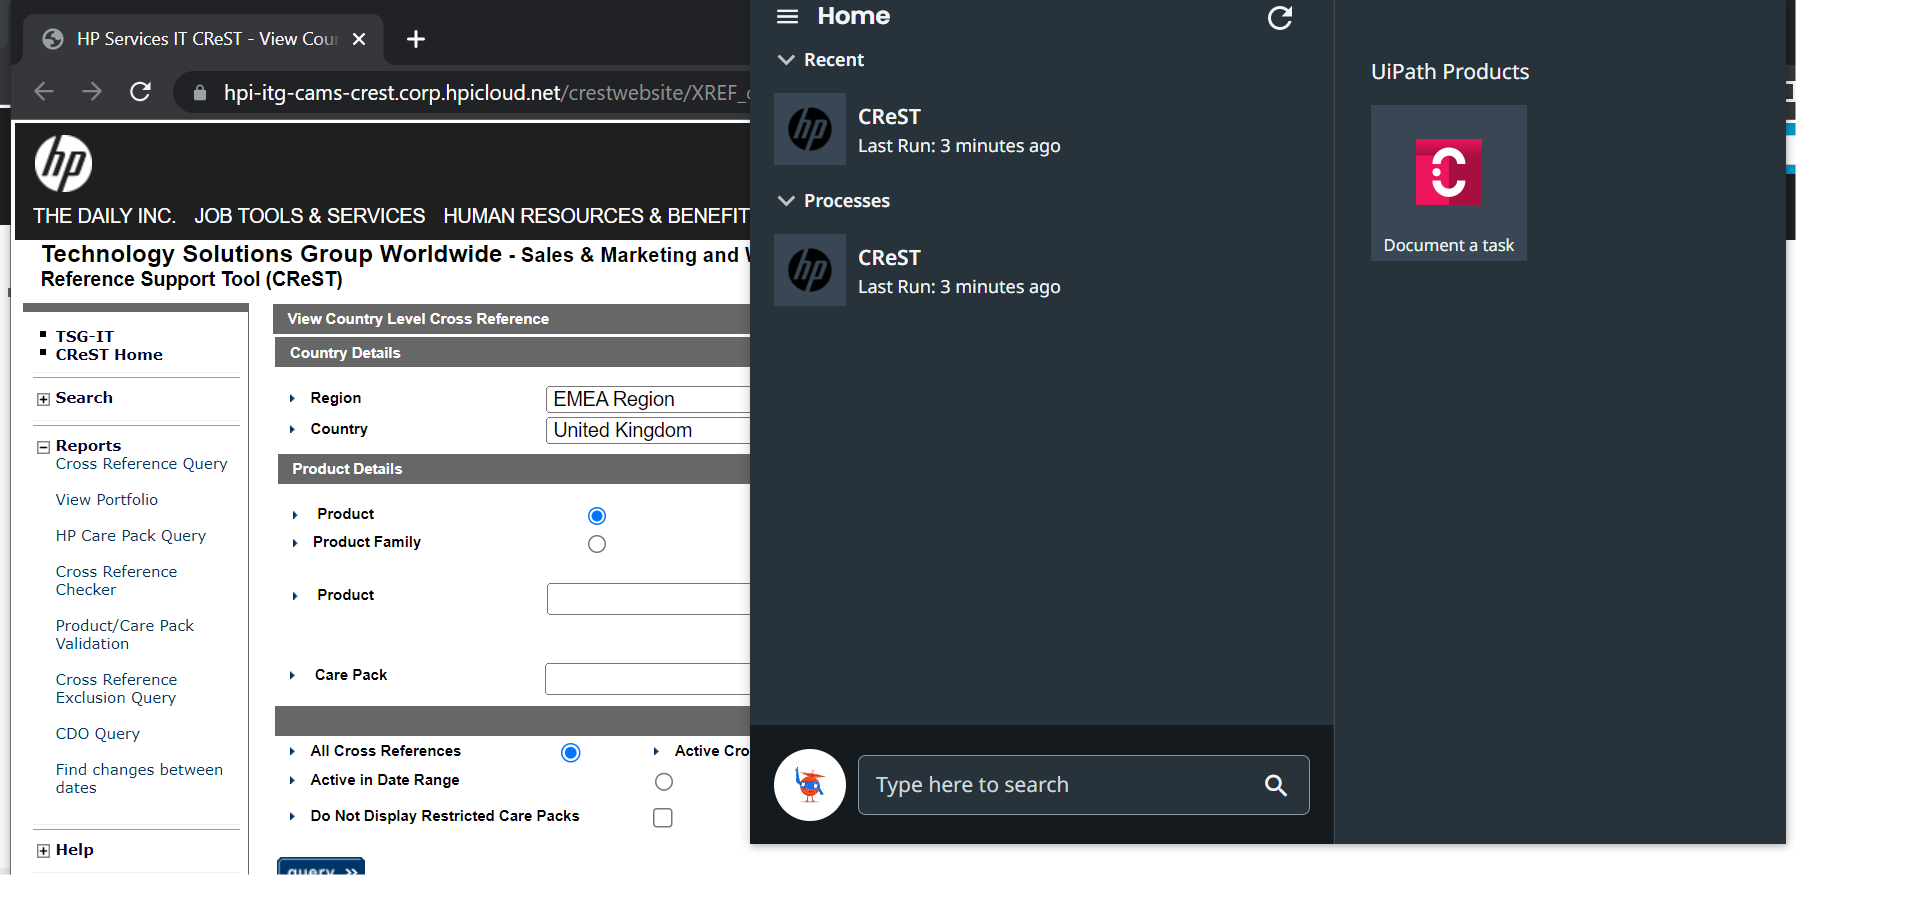 HP Services IT CReST - View Cour
hpi-itg-cams-crest.corp.hpicloud.net/crestwebsite/XREF_
hp
THE DAILY INC. JOB TOOLS & SERVICES HUMAN RESOURCES & BENEFIT
Technology Solutions Group Worldwide - Sales & Marketing and
Reference Support Tool (CReST)
TSG-IT
CReST Home
Search
Reports
Cross Reference Query
View Portfolio
HP Care Pack Query
Cross Reference
Checker
Product/Care Pack
Validation
Cross Reference
Exclusion Query
CDO Query
Find changes between
dates
Help
View Country Level Cross Reference
Country Details
Region EMEA Region
Country United Kingdom
Product Details
Product
Product Family
Product
Care Pack
All Cross References Active Cro
Active in Date Range
Do Not Display Restricted Care Packs
query »
Home
Recent
hp
CReST
Last Run: 3 minutes ago
Processes
hp
CReST
Last Run: 3 minutes ago
Type here to search
UiPath Products
Document a task